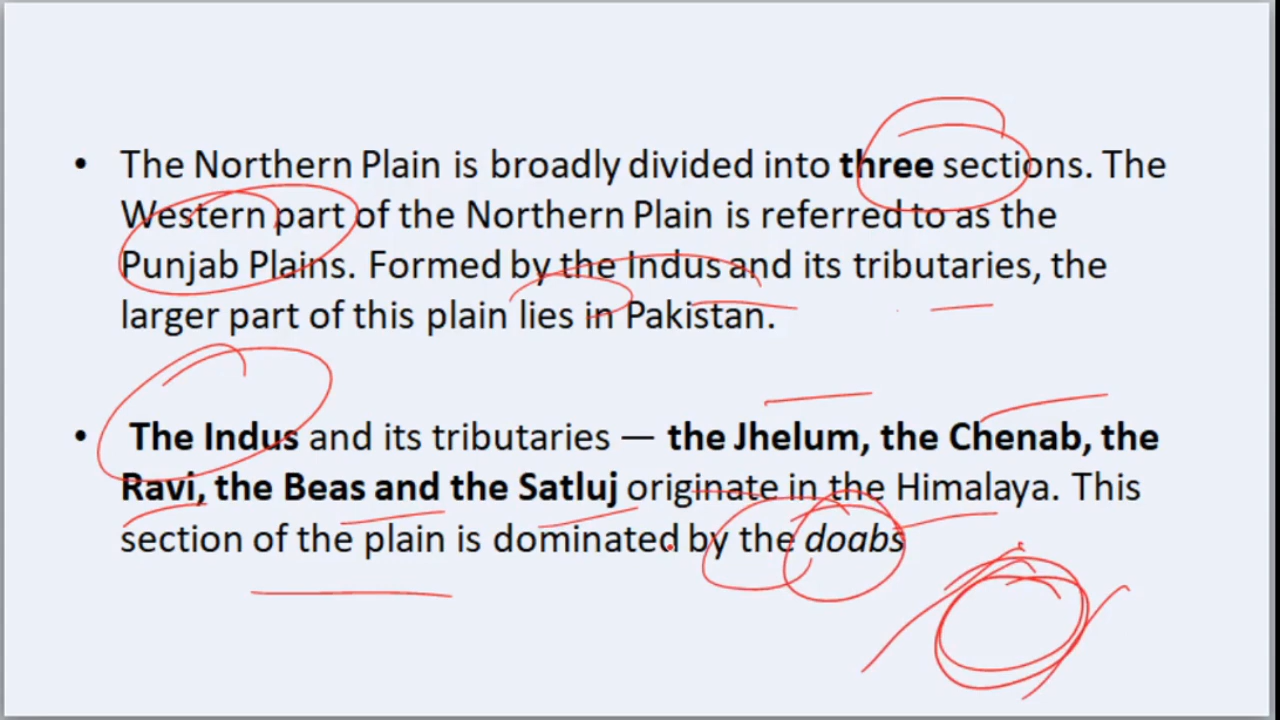 • The Northern Plain is broadly divided into three sections. The
Western part of the Northern Plain is referred to as the
Punjab Plains. Formed by the Indus and its tributaries, the
larger part of this plain lies in Pakistan.
• The Indus and its tributaries — the Jhelum, the Chenab, the
Ravi, the Beas and the Satluj originate in the Himalaya. This
section of the plain is dominated by the doabs